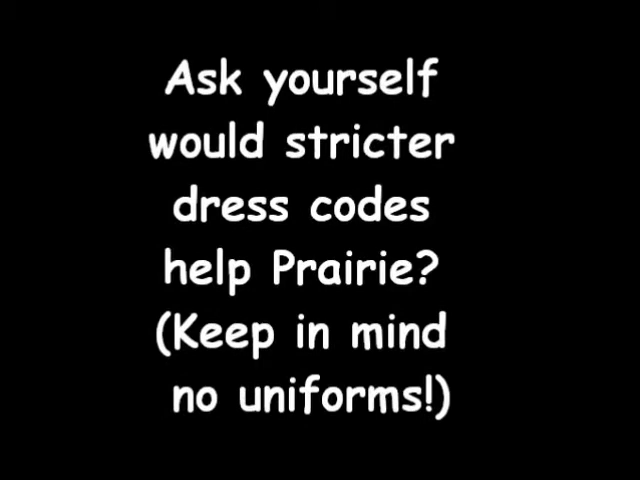 Ask yourself
would stricter
dress codes
help Prairie?
(Keep in mind
no uniforms!)